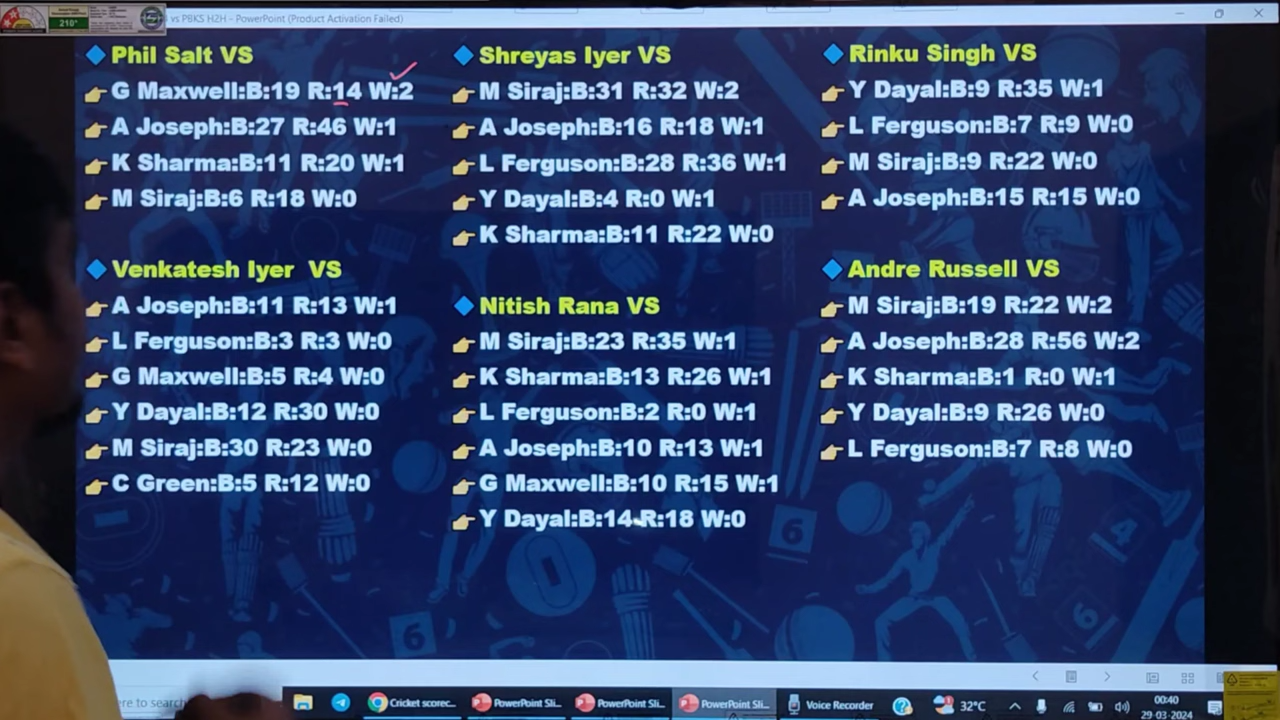 vs PBKS H2H - PowerPoint (Product Activation Failed)
210°
Phil Salt VS
G Maxwell:B:19 R:14 W:2
A Joseph:B:27 R:46 W:1
K Sharma:B:11 R:20 W:1
M Siraj:B:6 R:18 W:0
Venkatesh Iyer VS
A Joseph:B:11 R:13 W:1
L Ferguson:B:3 R:3 W:0
G Maxwell:B:5 R:4 W:0
Y Dayal:B:12 R:30 W:0
M Siraj:B:30 R:23 W:0
C Green:B:5 R:12 W:0
Shreyas Iyer VS
M Siraj:B:31 R:32 W:2
A Joseph:B:16 R:18 W:1
L Ferguson:B:28 R:36 W:1
Y Dayal:B:4 R:0 W:1
K Sharma:B:11 R:22 W:0
Nitish Rana VS
M Siraj:B:23 R:35 W:1
K Sharma:B:13 R:26 W:1
L Ferguson:B:2 R:0 W:1
A Joseph:B:10 R:13 W:1
G Maxwell:B:10 R:15 W:1
Y Dayal:B:14 R:18 W:0
Rinku Singh VS
Y Dayal:B:9 R:35 W:1
L Ferguson:B:7 R:9 W:0
M Siraj:B:9 R:22 W:0
A Joseph:B:15 R:15 W:0
Andre Russell VS
M Siraj:B:19 R:22 W:2
A Joseph:B:28 R:56 W:2
K Sharma:B:1 R:0 W:1
Y Dayal:B:9 R:26 W:0
L Ferguson:B:7 R:8 W:0
6
4
6
6
ere to search
Cricket scorec...
PowerPoint Sli...
PowerPoint Sli...
PowerPoint Sli...
Voice Recorder
32°C
00:40
29-03-2024